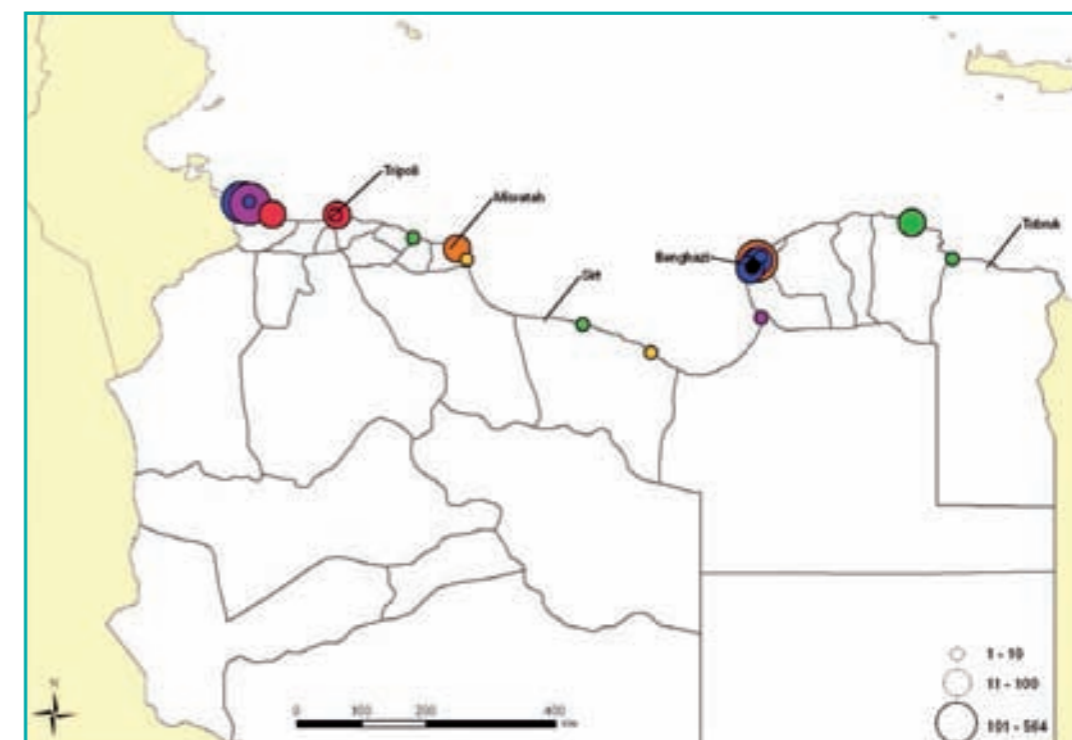 Tripoli
Misratah
Benghazi
Tobruk
Sirt
1 - 10
11 - 100
101 - 564
N
0 100 200 400